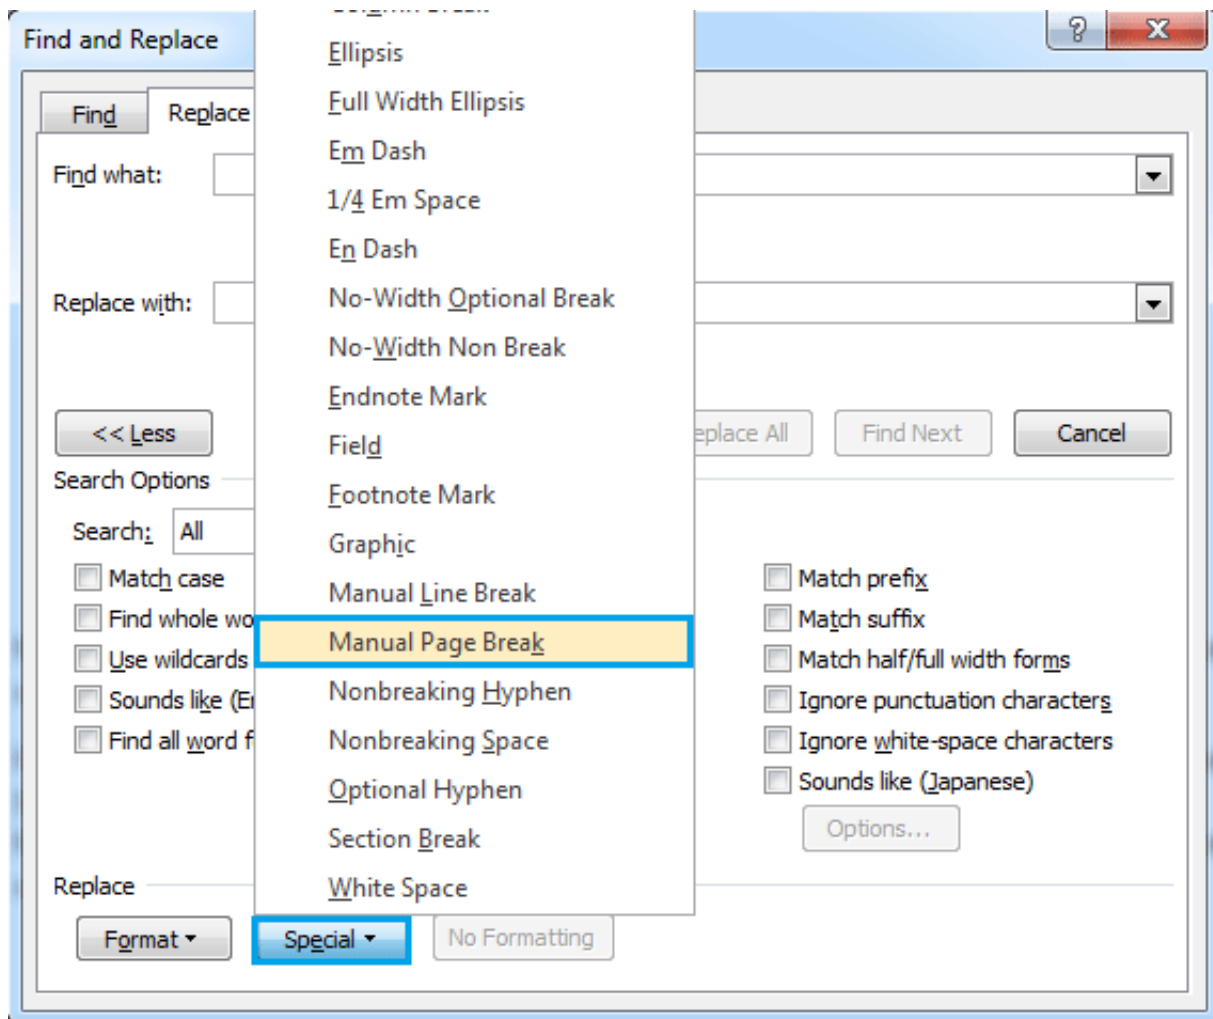 Find and Replace
Find
Replace
Ellipsis
Full Width Ellipsis
Em Dash
Find what:
1/4 Em Space
En Dash
No-Width Optional Break
Replace with:
No-Width Non Break
Endnote Mark
<< Less
All
Find Next
Cancel
Field
Search Options
Footnote Mark
Search:
All
Graphic
Match case
Manual Line Break
Match prefix
Find whole
Manual Page Break
Match suffix
Use wildcards
Match half/full width forms
Sounds like
Nonbreaking Hyphen
Ignore punctuation characters
Find all word
Nonbreaking Space
Ignore white-space characters
Optional Hyphen
Sounds like (Japanese)
Options...
Section Break
Replace
White Space
Format
Special
No Formatting